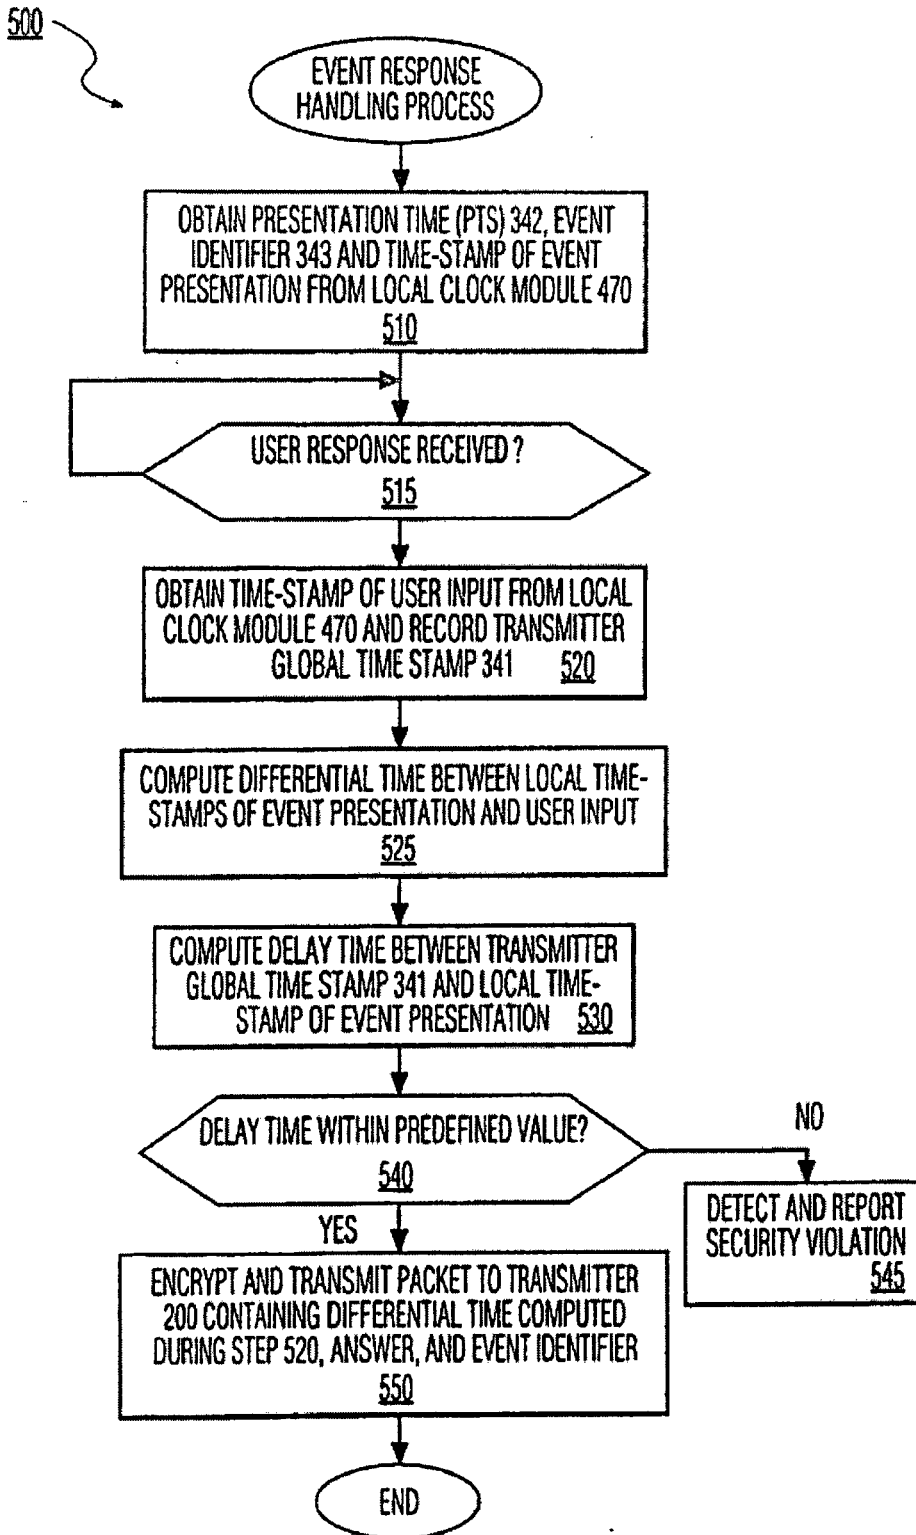 500
EVENT RESPONSE
HANDLING PROCESS
OBTAIN PRESENTATION TIME (PTS) 342, EVENT
IDENTIFIER 343 AND TIME-STAMP OF EVENT
PRESENTATION FROM LOCAL CLOCK MODULE 470
510
USER RESPONSE RECEIVED ?
515
OBTAIN TIME-STAMP OF USER INPUT FROM LOCAL
CLOCK MODULE 470 AND RECORD TRANSMITTER
GLOBAL TIME STAMP 341 520
COMPUTE DIFFERENTIAL TIME BETWEEN LOCAL TIME-
STAMPS OF EVENT PRESENTATION AND USER INPUT
525
COMPUTE DELAY TIME BETWEEN TRANSMITTER
GLOBAL TIME STAMP 341 AND LOCAL TIME-
STAMP OF EVENT PRESENTATION 530
DELAY TIME WITHIN PREDEFINED VALUE?
540
NO
DETECT AND REPORT
SECURITY VIOLATION
545
YES
ENCRYPT AND TRANSMIT PACKET TO TRANSMITTER
200 CONTAINING DIFFERENTIAL TIME COMPUTED
DURING STEP 520, ANSWER, AND EVENT IDENTIFIER
550
END